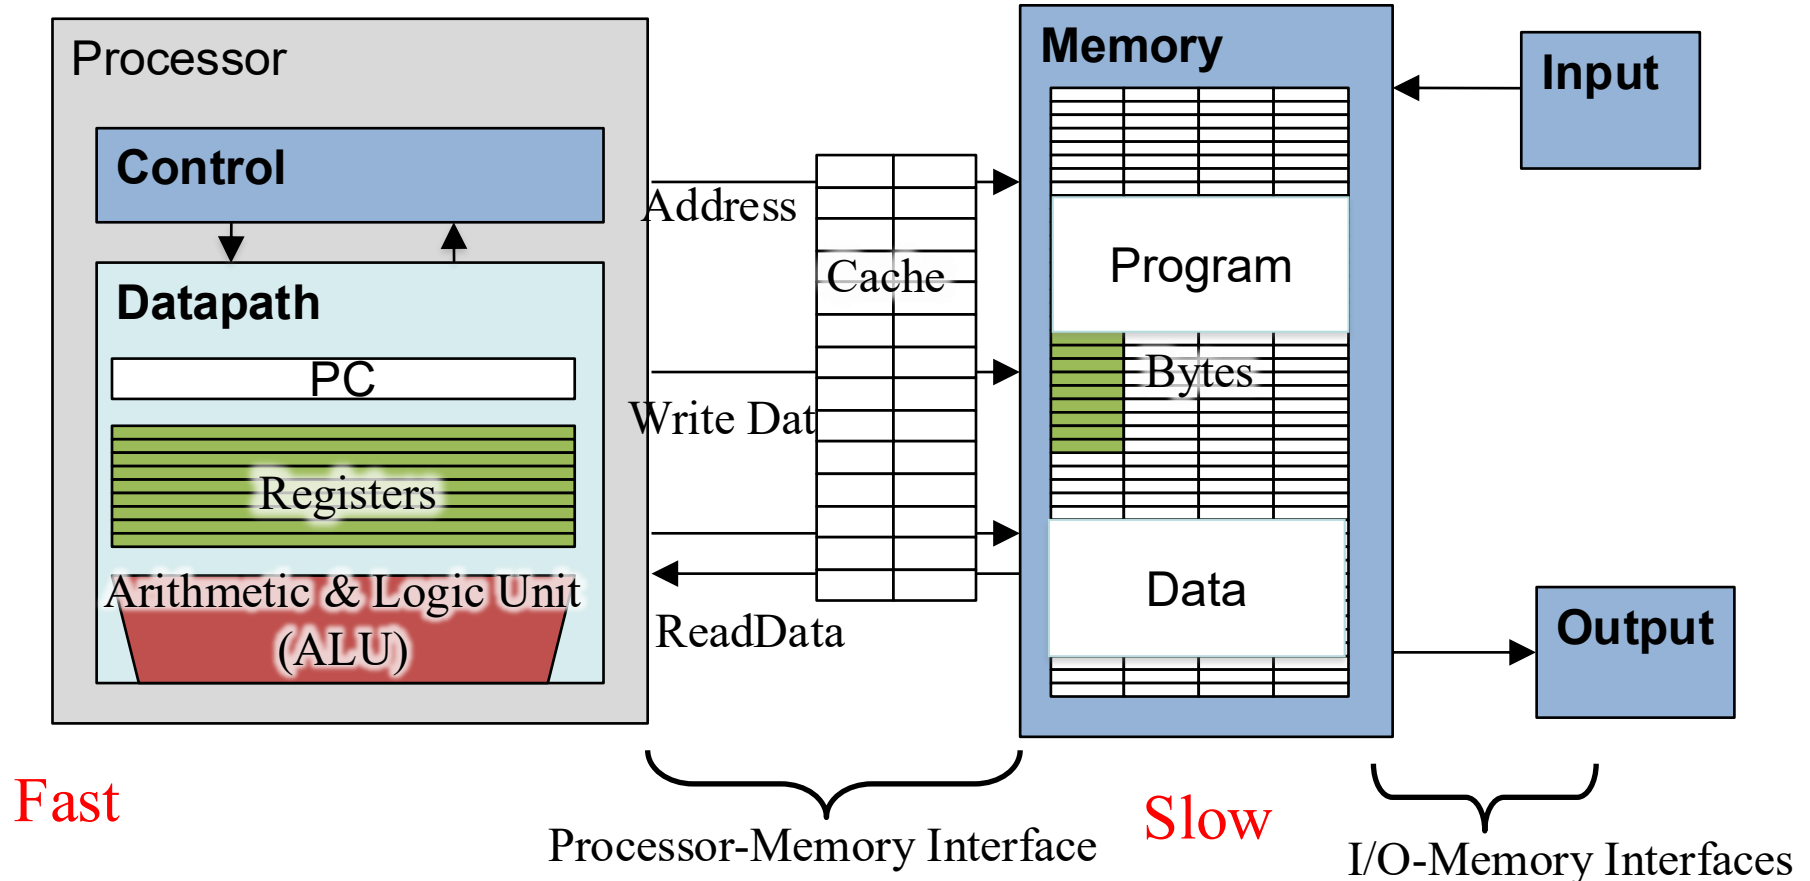 Processor
Control
Datapath
PC
Registers
Arithmetic & Logic Unit
(ALU)
Address
Cache
Write Dat
ReadData
Memory
Program
Bytes
Data
Input
Output
Fast
Processor-Memory Interface
Slow
I/O-Memory Interfaces